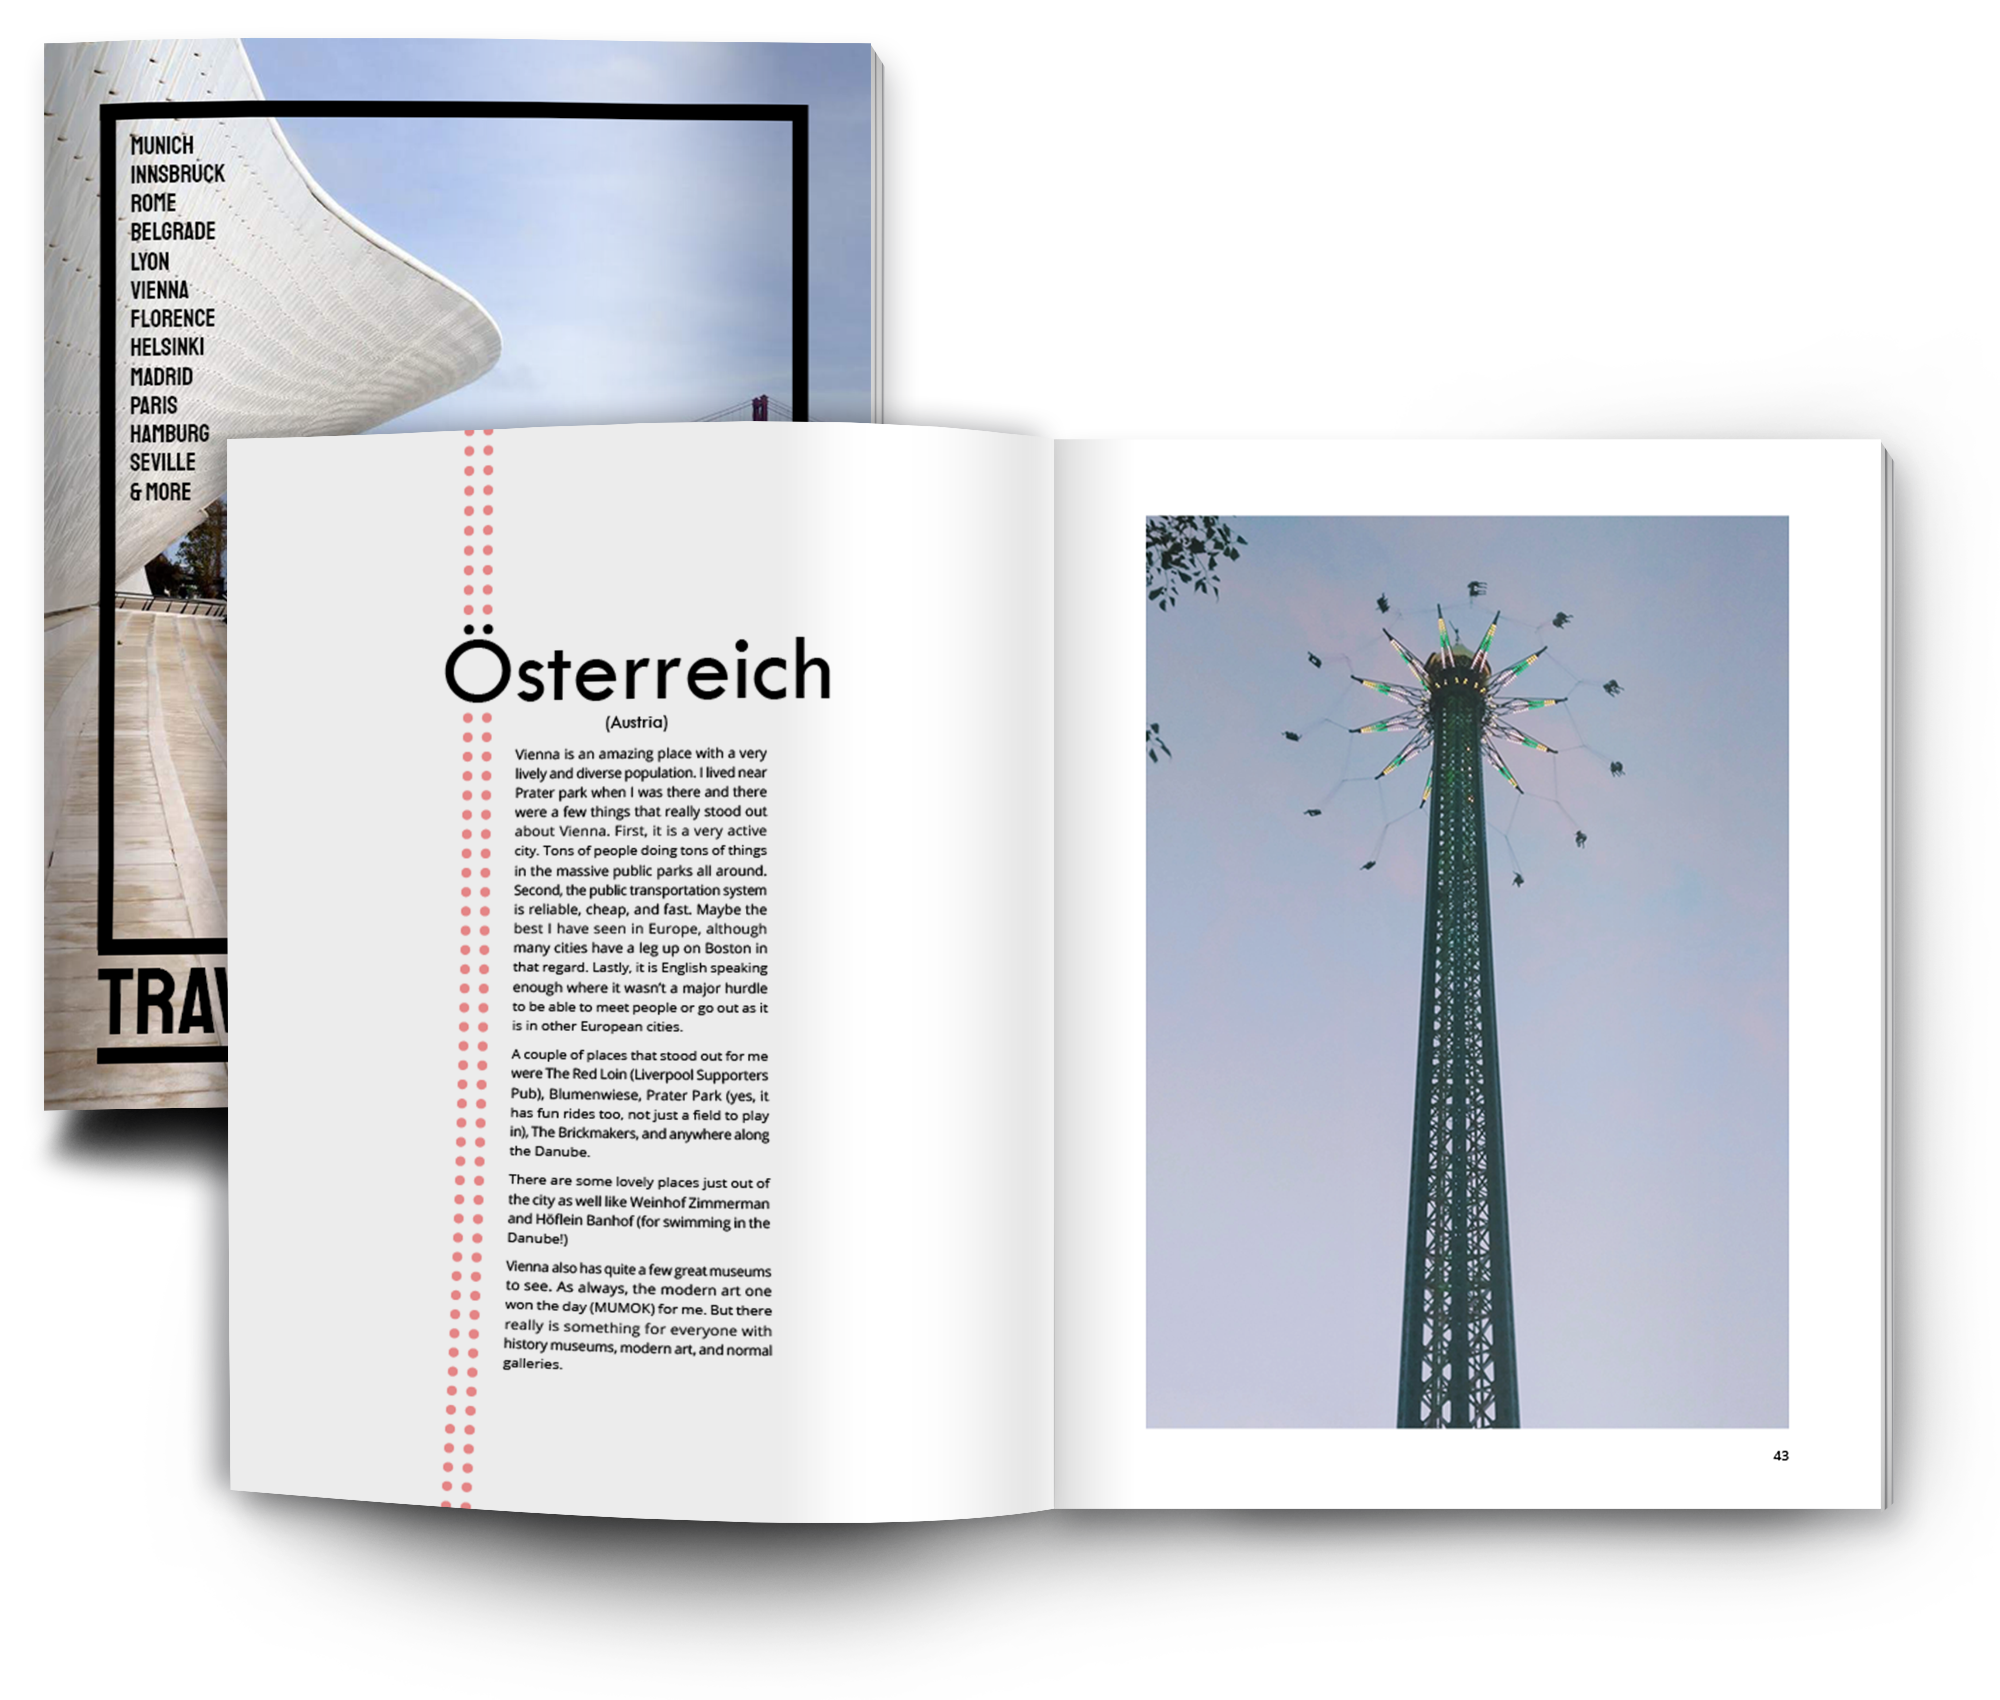 MUNICH
INNSBRUCK
ROME
BELGRADE
LYON
VIENNA
FLORENCE
HELSINKI
MADRID
PARIS
HAMBURG
SEVILLE
& MORE
Österreich
(Austria)
Vienna is an amazing place with a very
lively and diverse population. I lived near
Prater park when I was there and there
were a few things that really stood out
about Vienna. First, it is a very active
city. Tons of people doing tons of things
in the massive public parks all around.
Second, the public transportation system
is reliable, cheap, and fast. Maybe the
best I have seen in Europe, although
many cities have a leg up on Boston in
that regard. Lastly, it is English speaking
enough where it wasn't a major hurdle
to be able to meet people or go out as it
is in other European cities.
A couple of places that stood out for me
were The Red Loin (Liverpool Supporters
Pub), Blumenwiese, Prater Park (yes, it
has fun rides too, not just a field to play
in), The Brickmakers, and anywhere along
the Danube.
There are some lovely places just out of
the city as well like Weinhof Zimmerman
and Höflein Banhof (for swimming in the
Danube!)
Vienna also has quite a few great museums
to see. As always, the modern art one
won the day (MUMOK) for me. But there
really is something for everyone with
history museums, modern art, and normal
galleries.
43